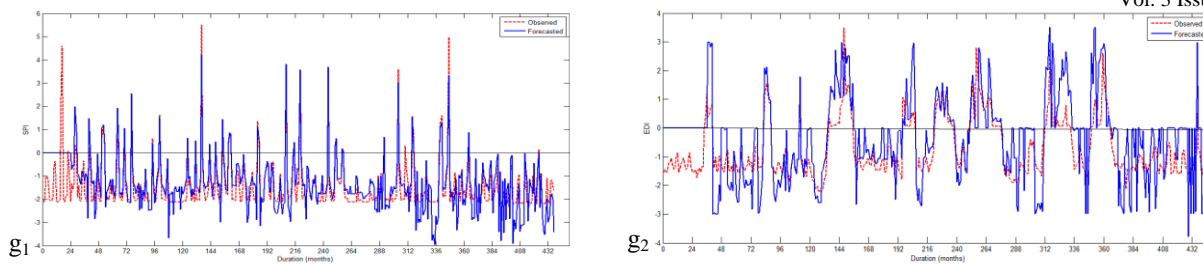 Vol. 3 Issu
Observed
Forecasted
6
5
4
3
2
1
0
-1
-2
-3
-4
SPI
0 24 48 72 96 120 144 168 192 216 240 264 288 312 336 360 384 408 432
Duration (months)
g1
Observed
Forecasted
4
3
2
1
0
-1
-2
-3
-4
EDI
0 24 48 72 96 120 144 168 192 216 240 264 288 312 336 360 384 408 432
Duration (months)
g2